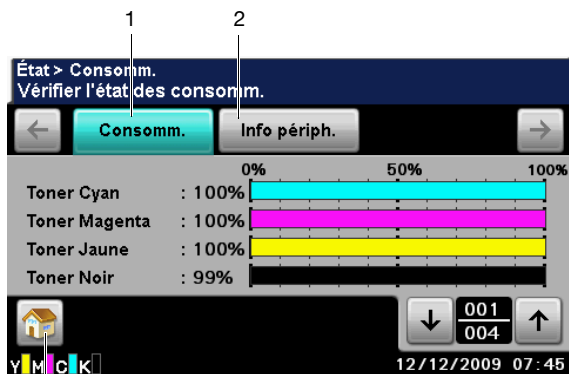 1 2
État > Consomm.
Vérifier l'état des consomm.
Consomm. Info périph.
0% 50% 100%
Toner Cyan : 100%
Toner Magenta : 100%
Toner Jaune : 100%
Toner Noir : 99%
001
004
Y M C K
12/12/2009 07:45